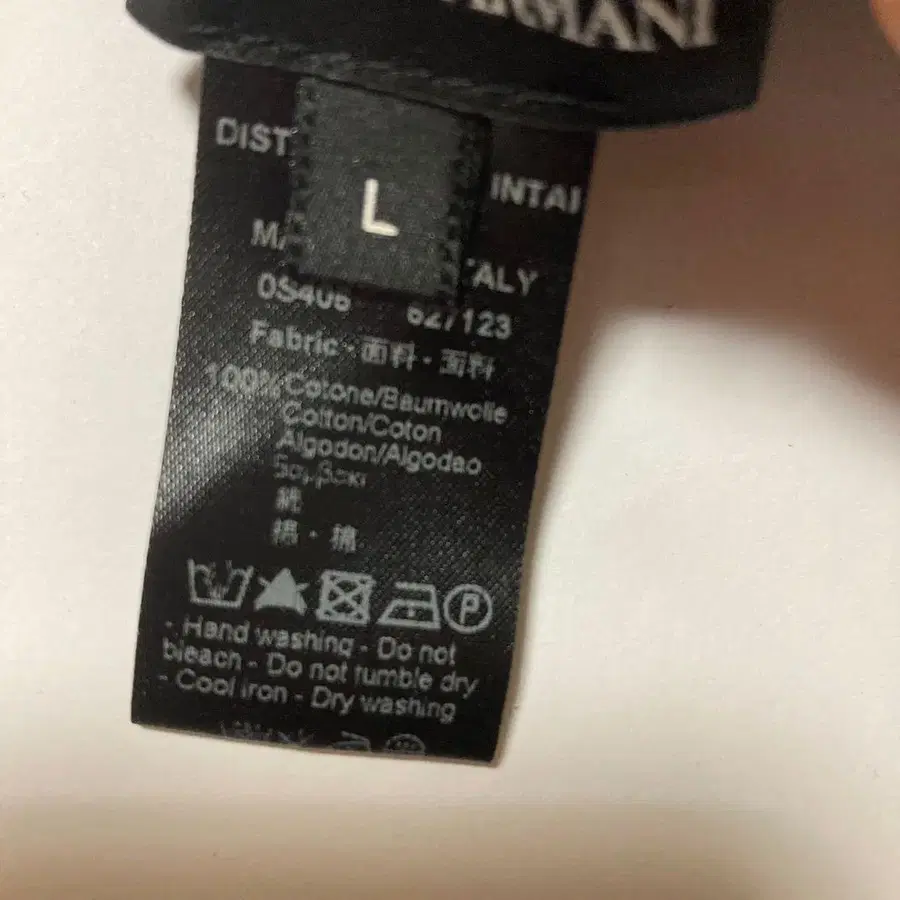 DIST
INTAI
L
ALY
0S406 627123
Fabric - 面料 - 面料
100% Cotone/Baumwolle
Cotton/Coton
Algodon/Algodao
綿
棉 · 棉
P
- Hand washing - Do not
bleach - Do not tumble dry
- Cool iron - Dry washing